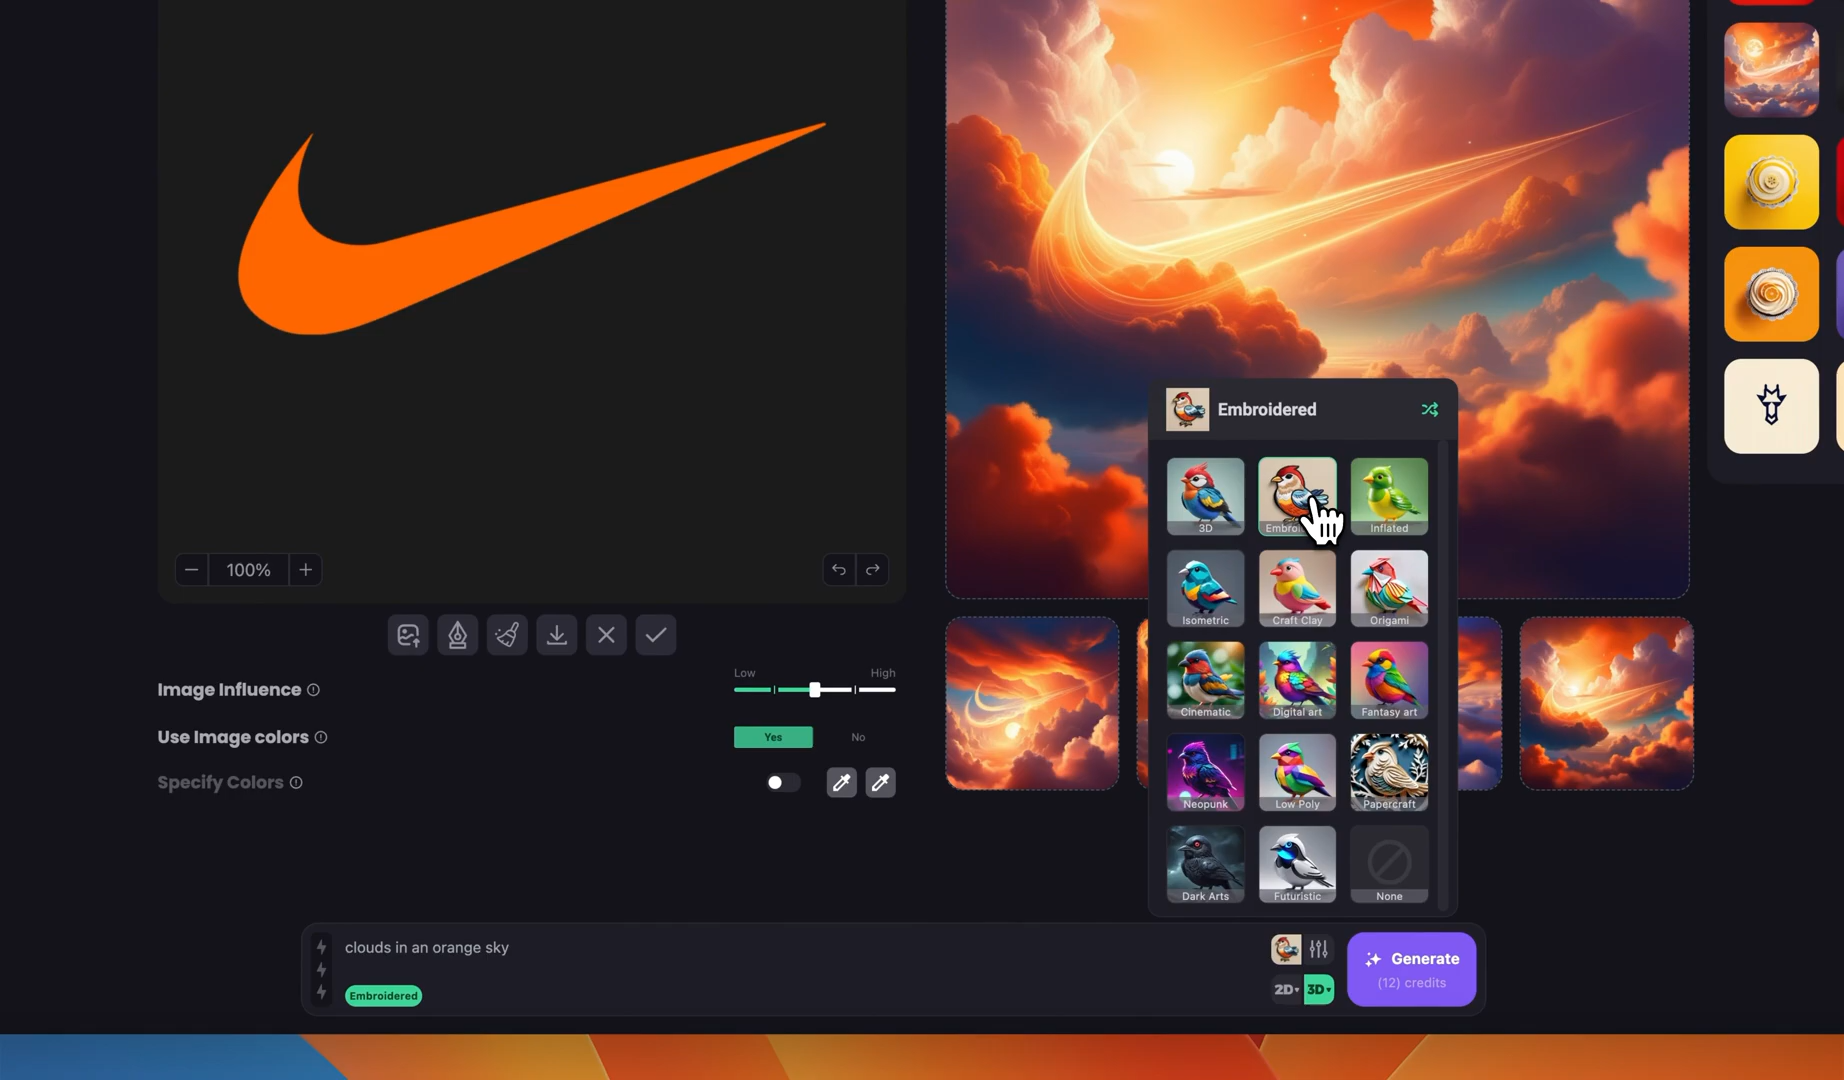 Embroidered
3D
Embroi
Inflated
Isometric
Craft Clay
Origami
Cinematic
Digital art
Fantasy art
Neopunk
Low Poly
Papercraft
Dark Arts
Futuristic
None
100%
Low
High
Image Influence
Use Image colors
Yes
No
Specify Colors
clouds in an orange sky
Embroidered
2D
3D
Generate
(12) credits